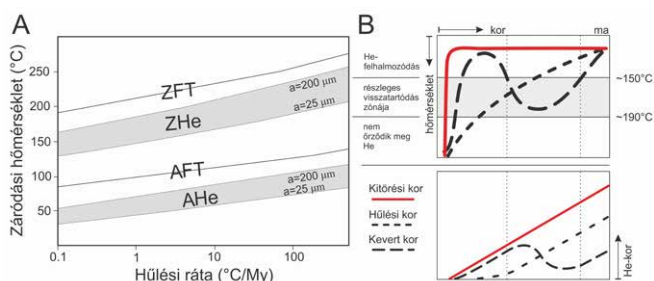 A
Záródási hőmérséklet (°C)
250
200
150
100
50
ZFT
a=200 µm
a=25 µm
ZHe
AFT
a=200 µm
a=25 µm
AHe
0.1
1
10
100
Hűlési ráta (°C/My)
B
kor
ma
hőmérséklet
He-
felhalmozódás
részleges
visszatartódás
zónája
nem
őrződik meg
He
~150°C
~190°C
Kitörési kor
Hűlési kor
Kevert kor
He-kor